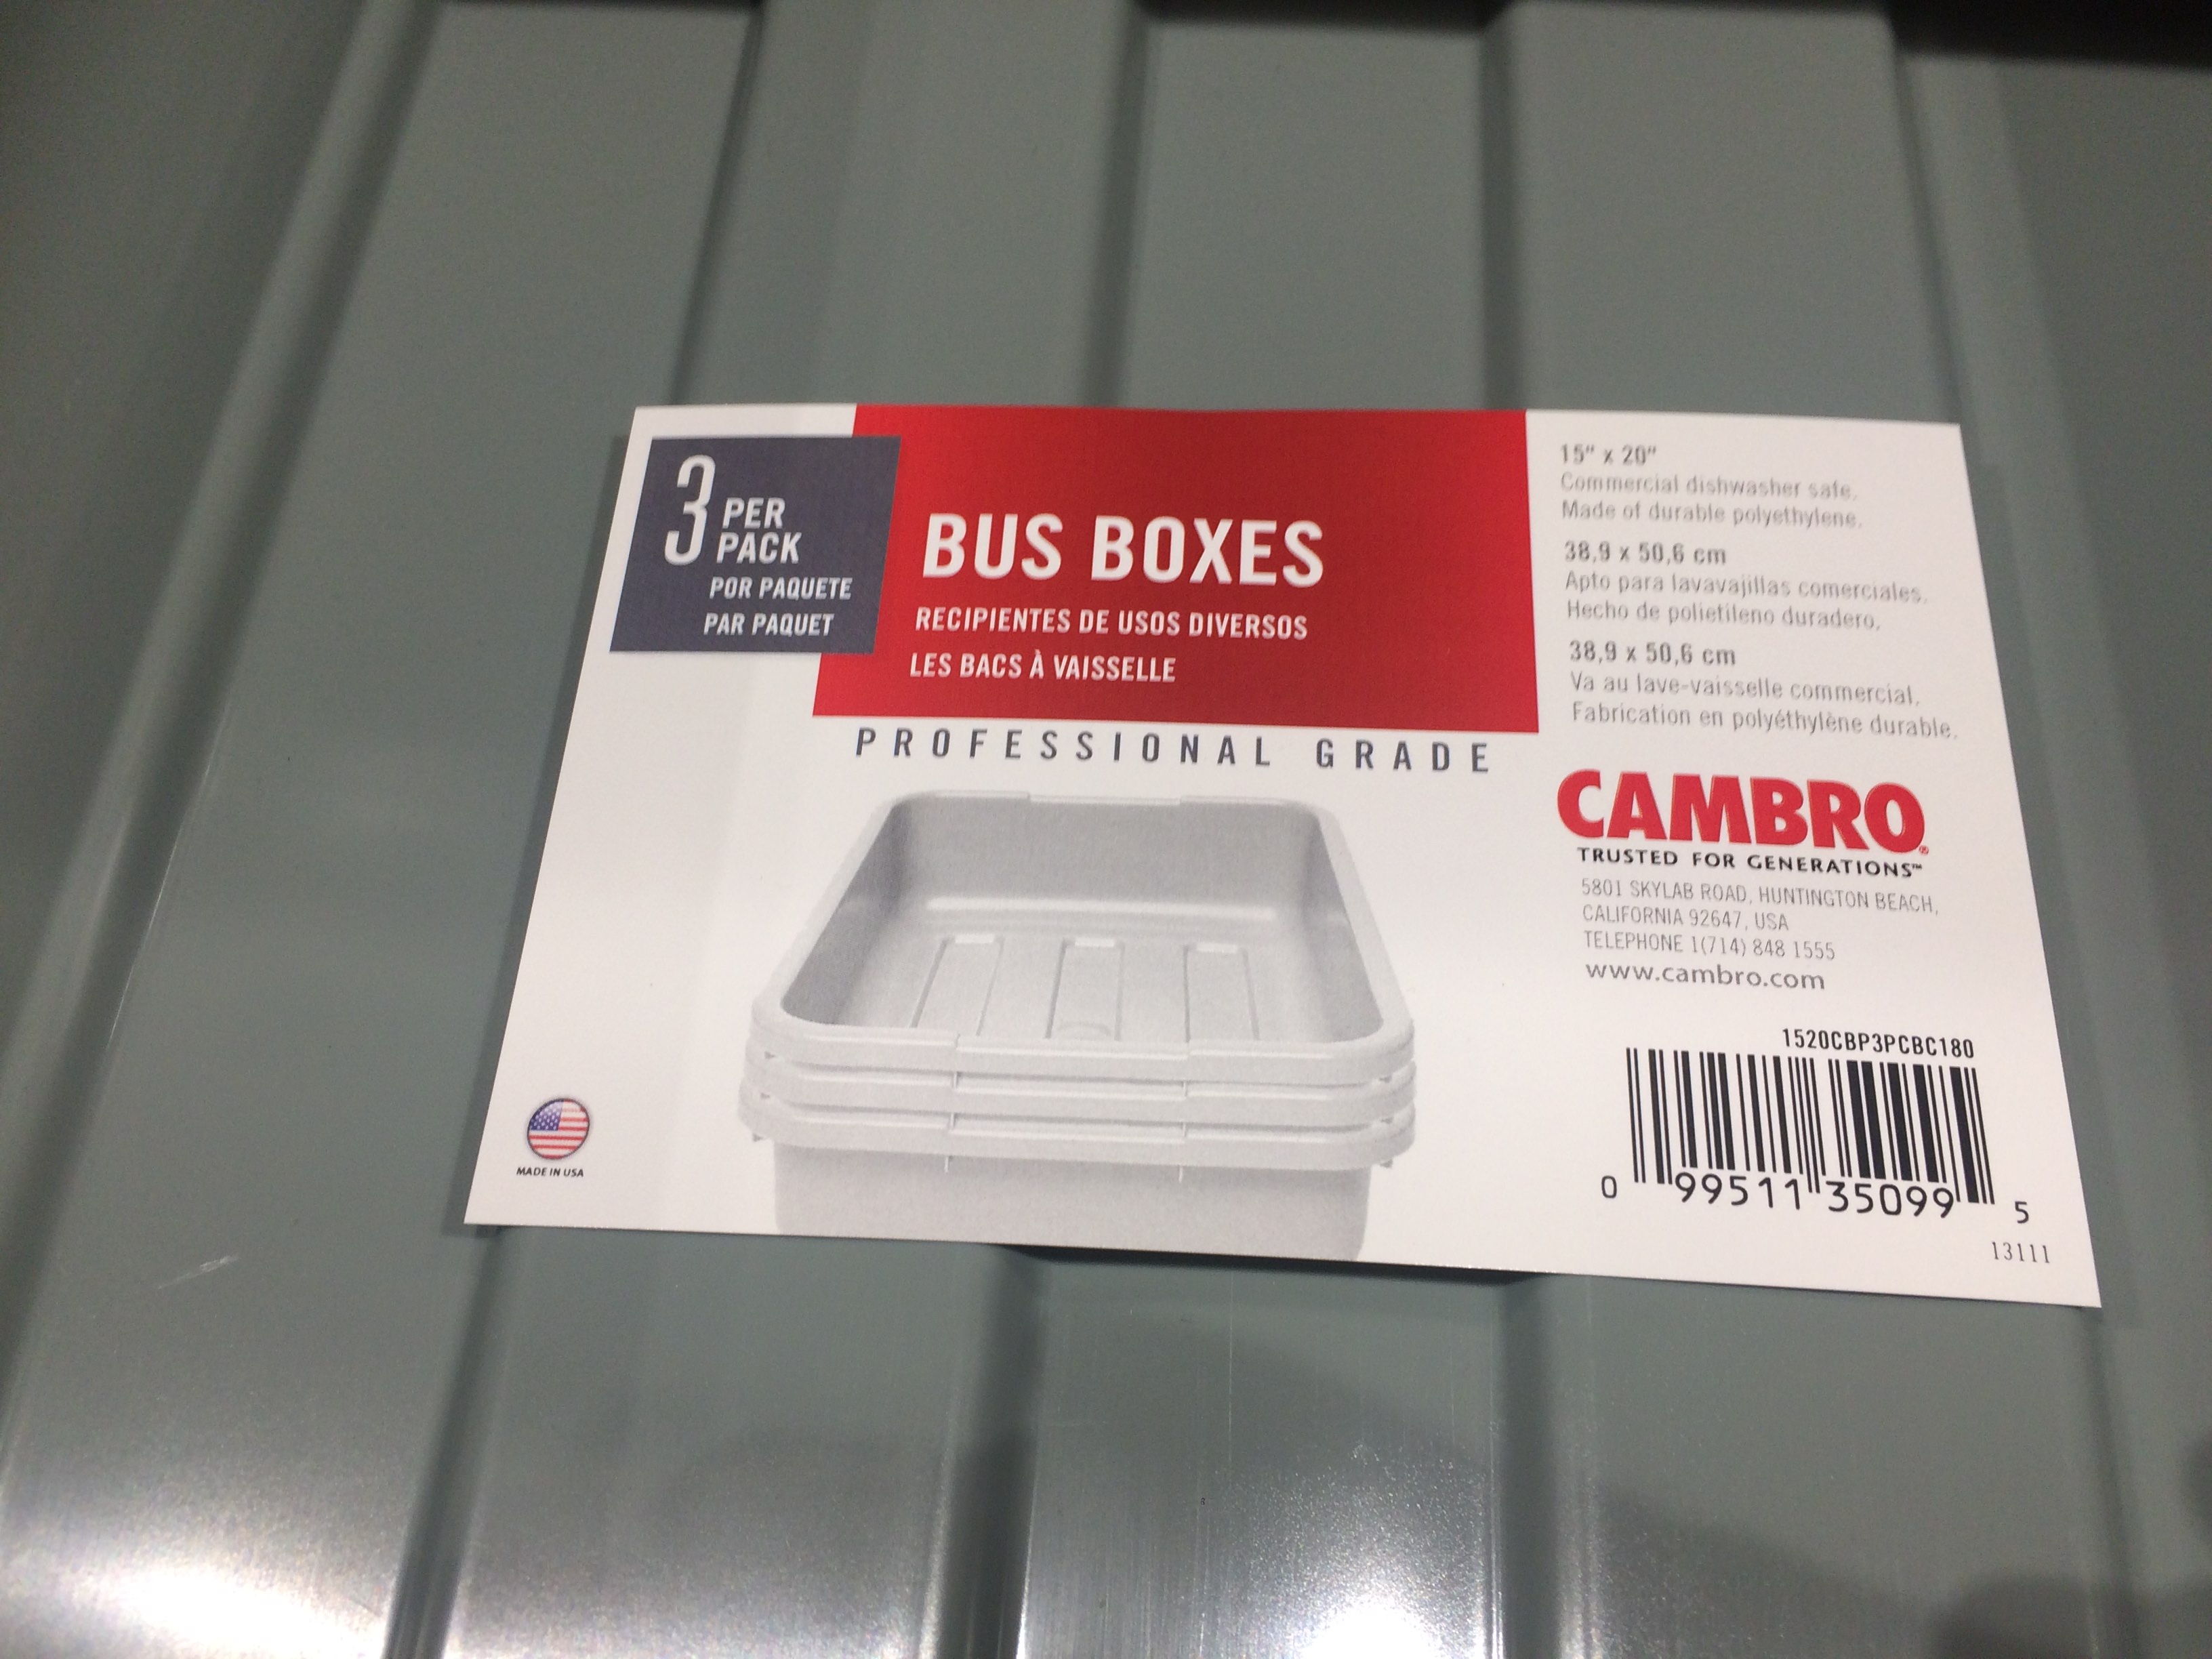 3 PER
PACK
POR PAQUETE
PAR PAQUET
BUS BOXES
RECIPIENTES DE USOS DIVERSOS
LES BACS À VAISSELLE
PROFESSIONAL GRADE
MADE IN USA
15" x 20"
Commercial dishwasher safe.
Made of durable polyethylene.
38,9 x 50,6 cm
Apto para lavavajillas comerciales.
Hecho de polietileno duradero.
38,9 x 50,6 cm
Va au lave-vaisselle commercial.
Fabrication en polyéthylène durable.
CAMBRO®
TRUSTED FOR GENERATIONS™
5801 SKYLAB ROAD, HUNTINGTON BEACH,
CALIFORNIA 92647, USA
TELEPHONE 1(714) 848 1555
www.cambro.com
1520CBP3PCBC180
0 99511 35099 5
13111